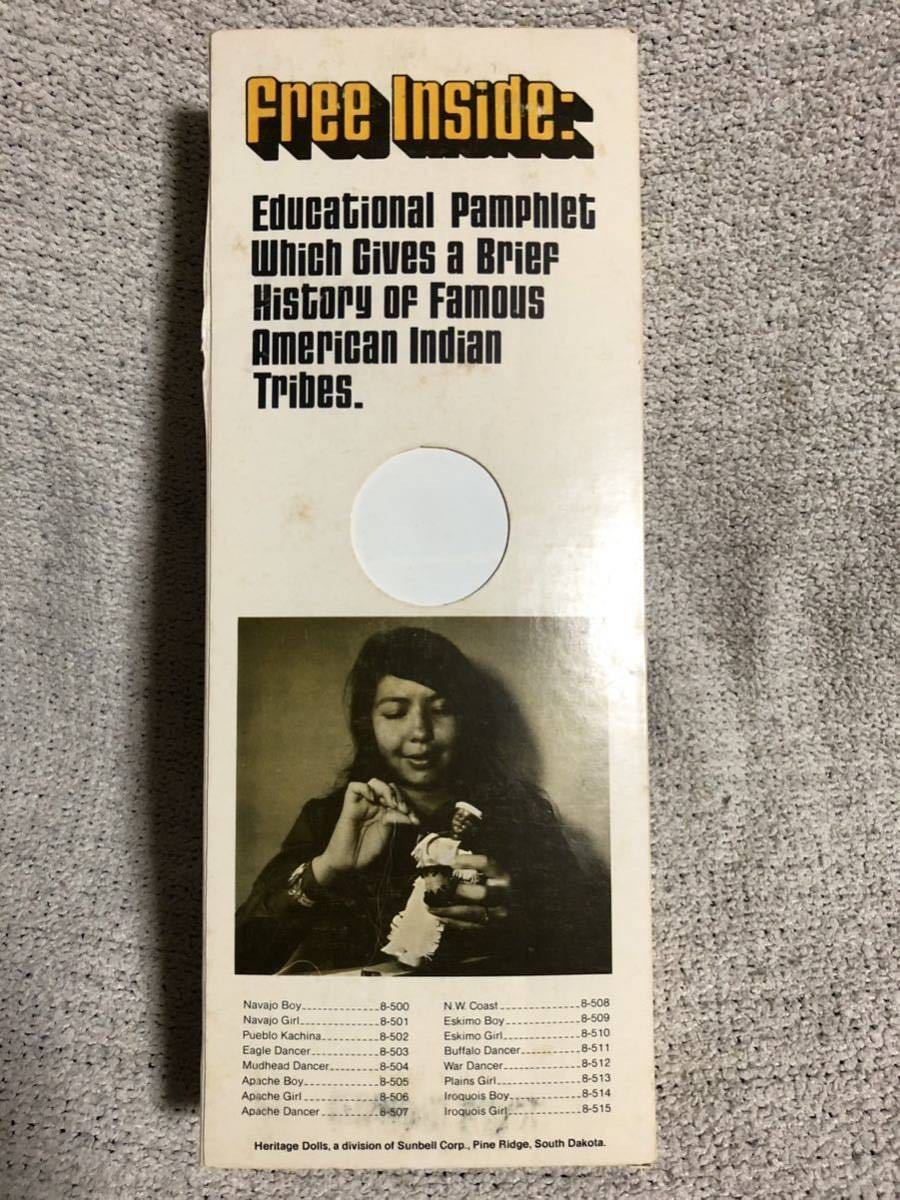 Free Inside:
Educational Pamphlet
Which Gives a Brief
History of Famous
American Indian
Tribes.
Navajo Boy 8-500
Navajo Girl 8-501
Pueblo Kachina 8-502
Eagle Dancer 8-503
Mudhead Dancer 8-504
Apache Boy 8-505
Apache Girl 8-506
Apache Dancer 8-507
N.W. Coast 8-508
Eskimo Boy 8-509
Eskimo Girl 8-510
Buffalo Dancer 8-511
War Dancer 8-512
Plains Girl 8-513
Iroquois Boy 8-514
Iroquois Girl 8-515
Heritage Dolls, a division of Sunbell Corp., Pine Ridge, South Dakota.